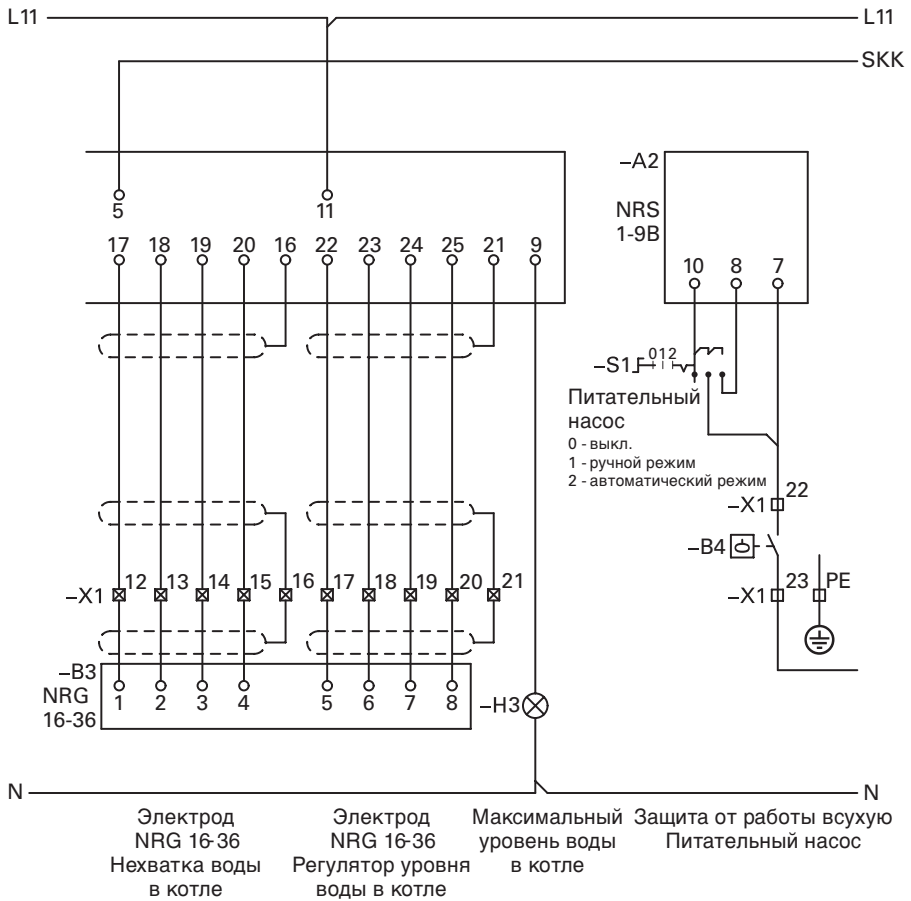 L11 L11
SKK
–A2
NRS
1-9B
5 11
17 18 19 20 16 22 23 24 25 21 9
10 8 7
–S1 012
Питательный
насос
0 - выкл.
1 - ручной режим
2 - автоматический режим
–X1 22
–B4
–X1 12 13 14 15 16 17 18 19 20 21
–X1 23 PE
–B3
NRG
16-36
1 2 3 4 5 6 7 8
–H3
N N
Электрод
NRG 16-36
Нехватка воды
в котле
Электрод
NRG 16-36
Регулятор уровня
воды в котле
Максимальный
уровень воды
в котле
Защита от работы всухую
Питательный насос